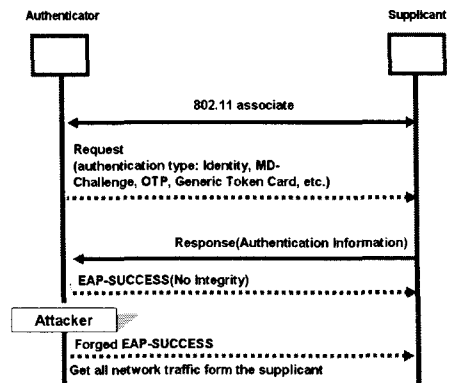 Authenticator
Supplicant
802.11 associate
Request
(authentication type: Identity, MD-
Challenge, OTP, Generic Token Card, etc.)
Response(Authentication Information)
EAP-SUCCESS(No Integrity)
Attacker
Forged EAP-SUCCESS
Get all network traffic form the supplicant